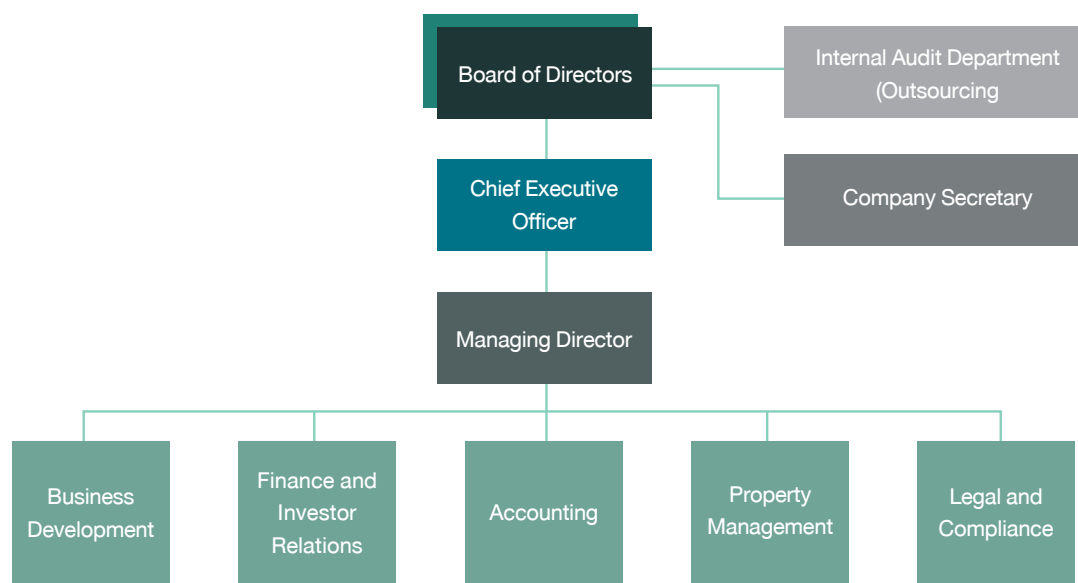 Board of Directors
Internal Audit Department
(Outsourcing
Chief Executive
Officer
Company Secretary
Managing Director
Business
Development
Finance and
Investor
Relations
Accounting
Property
Management
Legal and
Compliance